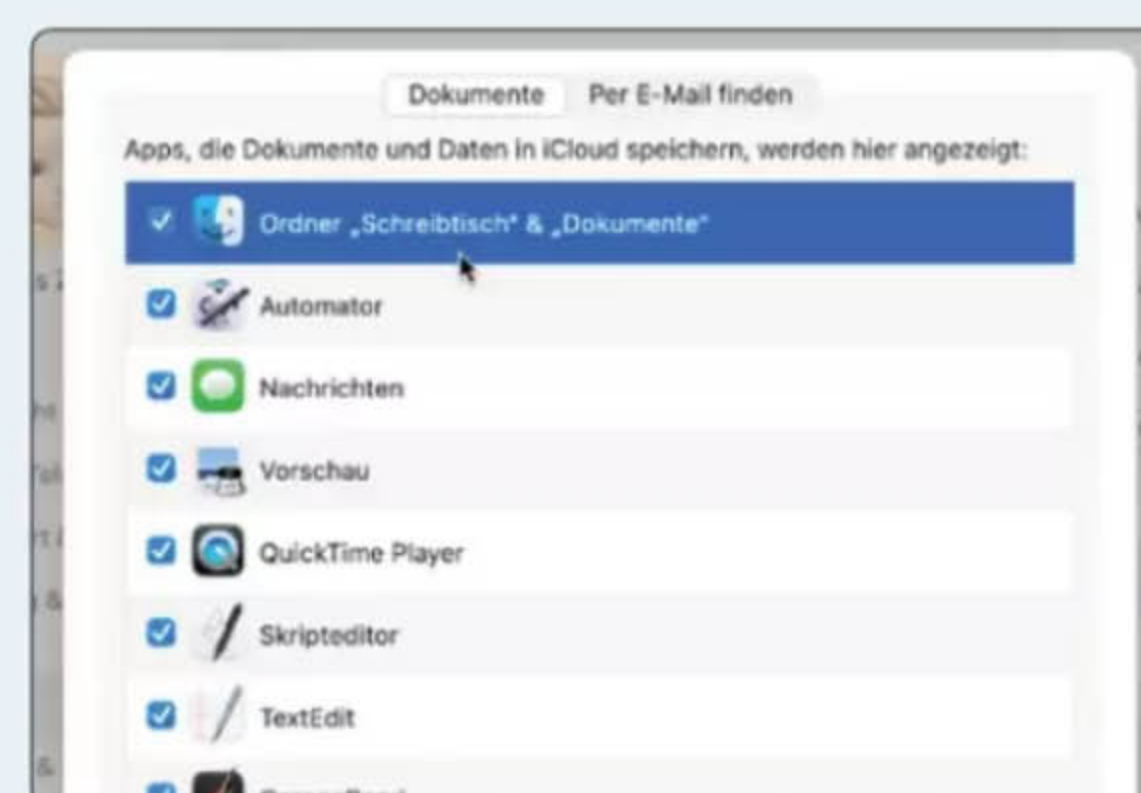 Dokumente Per E-Mail finden
Apps, die Dokumente und Daten in iCloud speichern, werden hier angezeigt:
Ordner „Schreibtisch“ & „Dokumente“
Automator
Nachrichten
Vorschau
QuickTime Player
Skripteditor
TextEdit